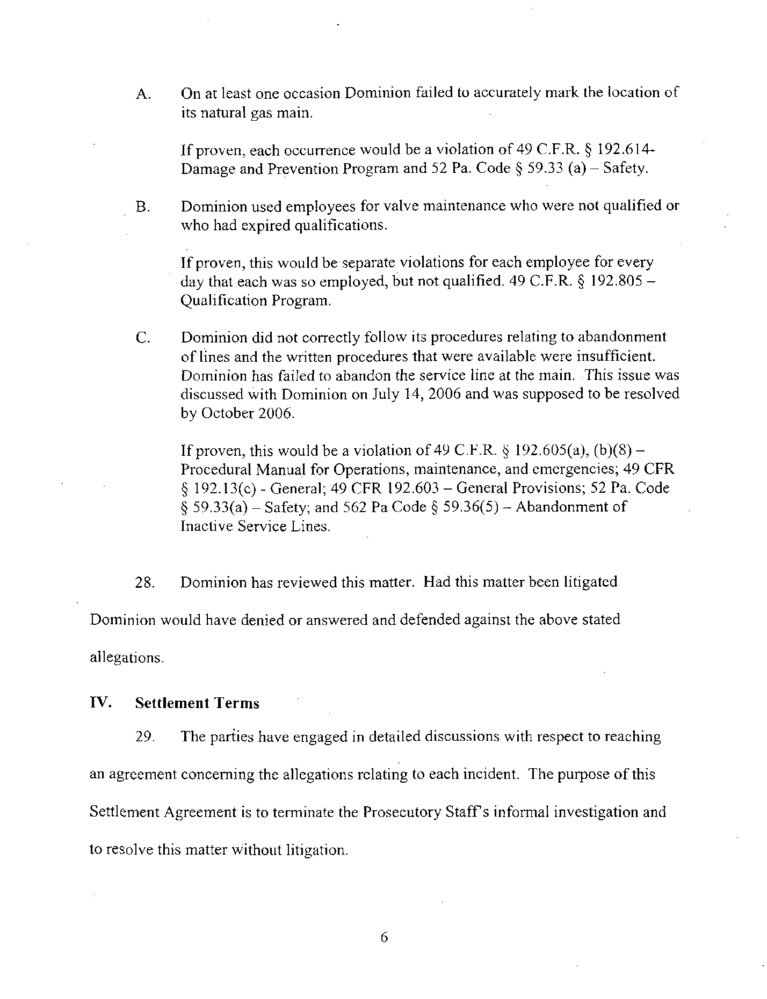 A. On at least one occasion Dominion failed to accurately mark the location of
its natural gas main.
If proven, each occurrence would be a violation of 49 C.F.R. § 192.614-
Damage and Prevention Program and 52 Pa. Code § 59.33 (a) – Safety.
B. Dominion used employees for valve maintenance who were not qualified or
who had expired qualifications.
If proven, this would be separate violations for each employee for every
day that each was so employed, but not qualified. 49 C.F.R. § 192.805 –
Qualification Program.
C. Dominion did not correctly follow its procedures relating to abandonment
of lines and the written procedures that were available were insufficient.
Dominion has failed to abandon the service line at the main. This issue was
discussed with Dominion on July 14, 2006 and was supposed to be resolved
by October 2006.
If proven, this would be a violation of 49 C.F.R. § 192.605(a), (b)(8) –
Procedural Manual for Operations, maintenance, and emergencies; 49 CFR
§ 192.13(c) - General; 49 CFR 192.603 – General Provisions; 52 Pa. Code
§ 59.33(a) – Safety; and 562 Pa Code § 59.36(5) – Abandonment of
Inactive Service Lines.
28. Dominion has reviewed this matter. Had this matter been litigated
Dominion would have denied or answered and defended against the above stated
allegations.
IV. Settlement Terms
29. The parties have engaged in detailed discussions with respect to reaching
an agreement concerning the allegations relating to each incident. The purpose of this
Settlement Agreement is to terminate the Prosecutory Staff's informal investigation and
to resolve this matter without litigation.
6